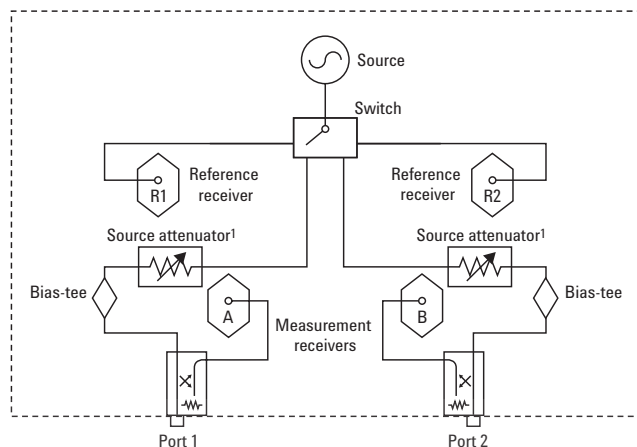 Source
Switch
R1
Reference
receiver
Reference
receiver
R2
Source attenuator1
Source attenuator1
Bias-tee
A
Measurement
receivers
B
Bias-tee
Port 1
Port 2